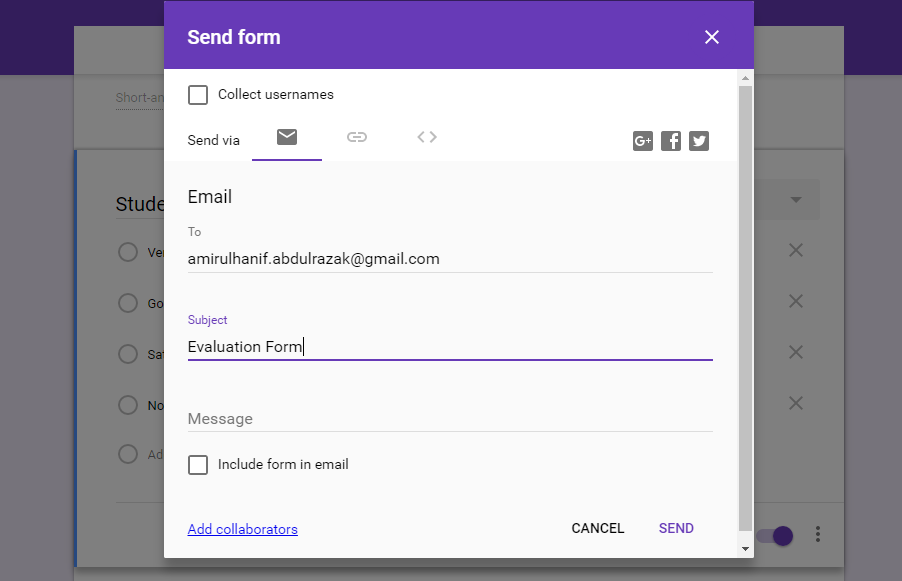 Send form
Collect usernames
Short-an
Send via
G+
Email
Stude
To
amirulhanif.abdulrazak@gmail.com
Ve
Go
Subject
Evaluation Form
Sat
No
Message
Ad
Include form in email
Add collaborators
CANCEL
SEND